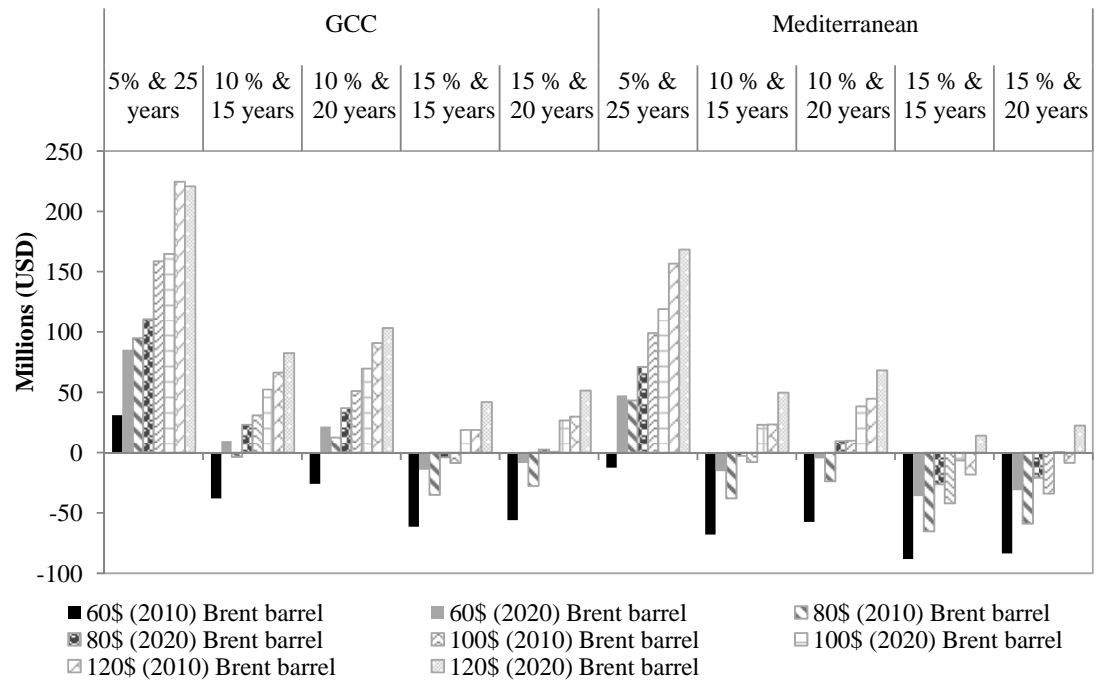 GCC Mediterranean
5% & 25 years
10 % & 15 years
10 % & 20 years
15 % & 15 years
15 % & 20 years
5% & 25 years
10 % & 15 years
10 % & 20 years
15 % & 15 years
15 % & 20 years
Millions (USD)
250
200
150
100
50
0
-50
-100
60$ (2010) Brent barrel 60$ (2020) Brent barrel 80$ (2010) Brent barrel
80$ (2020) Brent barrel 100$ (2010) Brent barrel 100$ (2020) Brent barrel
120$ (2010) Brent barrel 120$ (2020) Brent barrel